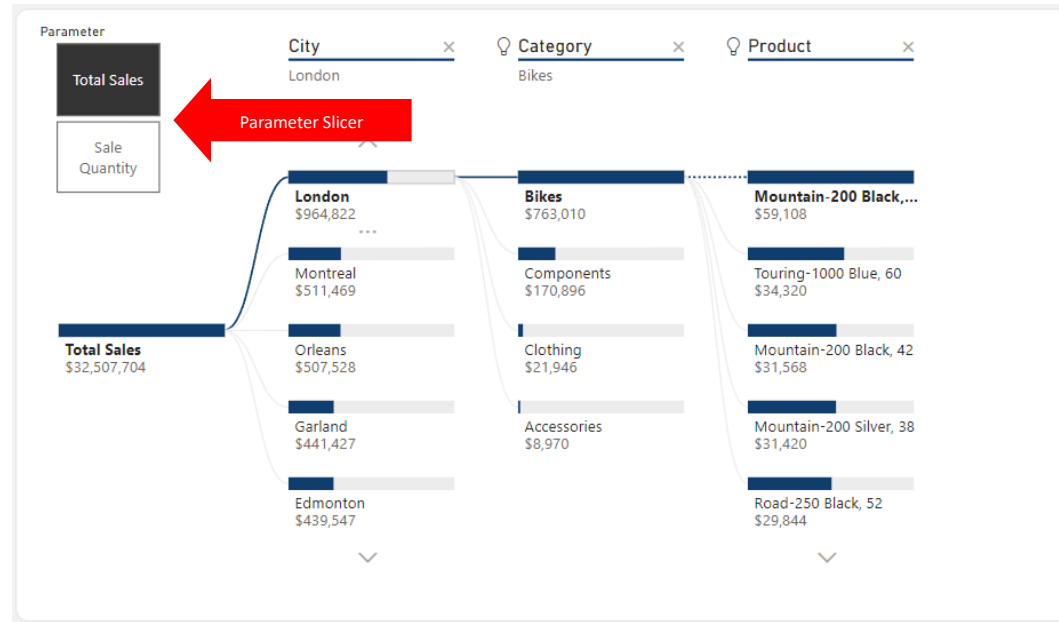 Parameter
Total Sales
Sale
Quantity
Parameter Slicer
City
London
Category
Bikes
Product
Total Sales
$32,507,704
London
$964,822
Montreal
$511,469
Orleans
$507,528
Garland
$441,427
Edmonton
$439,547
Bikes
$763,010
Components
$170,896
Clothing
$21,946
Accessories
$8,970
Mountain-200 Black,...
$59,108
Touring-1000 Blue, 60
$34,320
Mountain-200 Black, 42
$31,568
Mountain-200 Silver, 38
$31,420
Road-250 Black, 52
$29,844